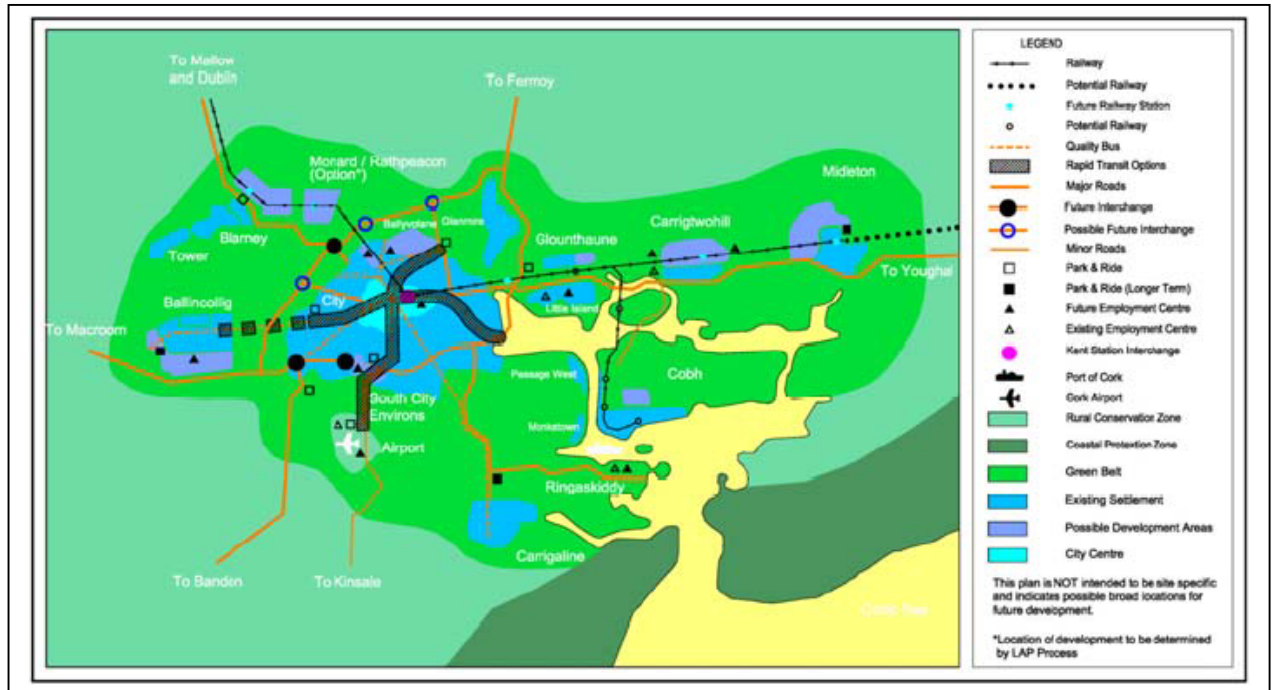 To Mallow
and Dublin
To Fermoy
Monard / Rathpeacon
(Option*)
Midleton
Ballyvolane
Glanmire
Carrigtwohill
Glounthaune
Blarney
Tower
To Youghal
Ballincollig
City
Little Island
To Macroom
Passage West
Cobh
South City
Environs
Monkstown
Airport
Ringaskiddy
Carrigaline
To Bandon
To Kinsale
LEGEND
Railway
Potential Railway
Future Railway Station
Potential Railway
Quality Bus
Rapid Transit Options
Major Roads
Future Interchange
Possible Future Interchange
Minor Roads
Park & Ride
Park & Ride (Longer Term)
Future Employment Centre
Existing Employment Centre
Kent Station Interchange
Port of Cork
Cork Airport
Rural Conservation Zone
Coastal Protection Zone
Green Belt
Existing Settlement
Possible Development Areas
City Centre
This plan is NOT intended to be site specific
and indicates possible broad locations for
future development.
*Location of development to be determined
by LAP Process